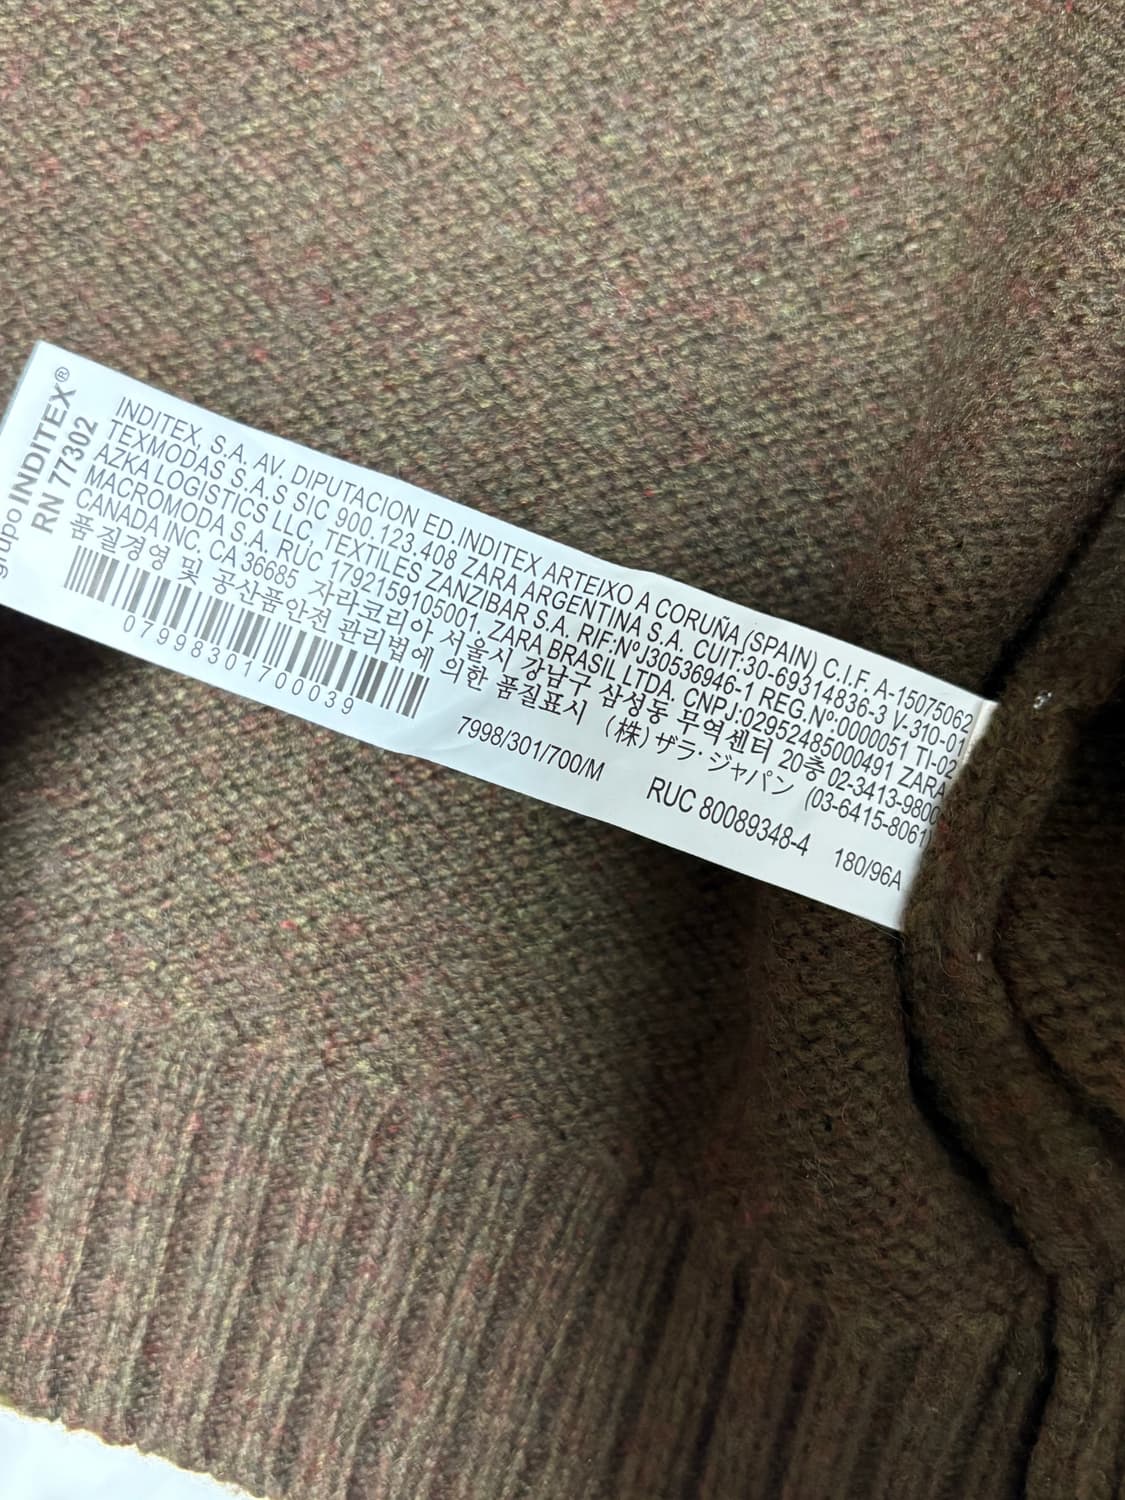 grupo INDITEX®
RN 77302
INDITEX, S.A. AV. DIPUTACION ED.INDITEX ARTEIXO A CORUÑA (SPAIN) C.I.F. A-15075062
TEXMODAS S.A.S SIC 900.123.408 ZARA ARGENTINA S.A. CUIT:30-69314836-3 V-310-01
AZKA LOGISTICS LLC, TEXTILES ZANZIBAR S.A. RIF:NºJ30536946-1 REG.Nº:0000051 TI-02
MACROMODA S.A. RUC 1792159105001, ZARA BRASIL LTDA. CNPJ:02952485000491 ZARA
CANADA INC, CA 36685 자라코리아 서울시 강남구 삼성동 무역센터 20층 02-3413-9800
품질경영 및 공산품안전 관리법에 의한 품질표시 (株)ザラ・ジャパン (03-6415-8061)
07998301700039
7998/301/700/M
RUC 80089348-4
180/96A